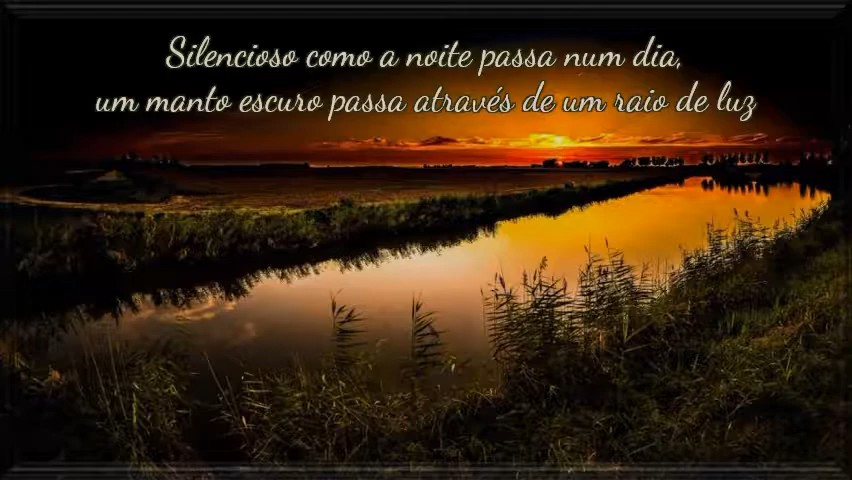 Silencioso como a noite passa num dia,
um manto escuro passa através de um raio de luz